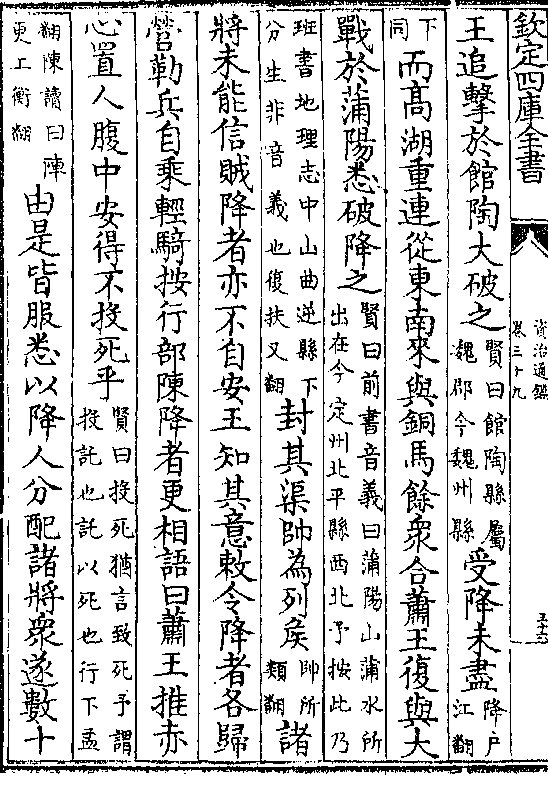 欽定四庫全書
資治通鑑
卷三十九
王追擊於館陶大破之賢曰館陶縣屬魏郡今魏州縣受降未盡降戶江翻
下同而髙湖重連從東南來與銅馬餘衆合蕭王復與大
戰於蒲陽悉破降之賢曰前書音義曰蒲陽山蒲水所出在今定州北平縣西北予按此乃
班書地理志中山曲逆縣下分生非音義也復扶又翻封其渠帥為列矦帥所類翻諸
將未能信賊降者亦不自安王知其意敕令降者各歸
營勒兵自乘輕騎按行部陳降者更相語曰蕭王推赤
心置人腹中安得不投死乎賢曰投死猶言致死予謂投託也託以死也行下孟
翻陳讀曰陣更工衡翻由是皆服悉以降人分配諸將衆遂數十